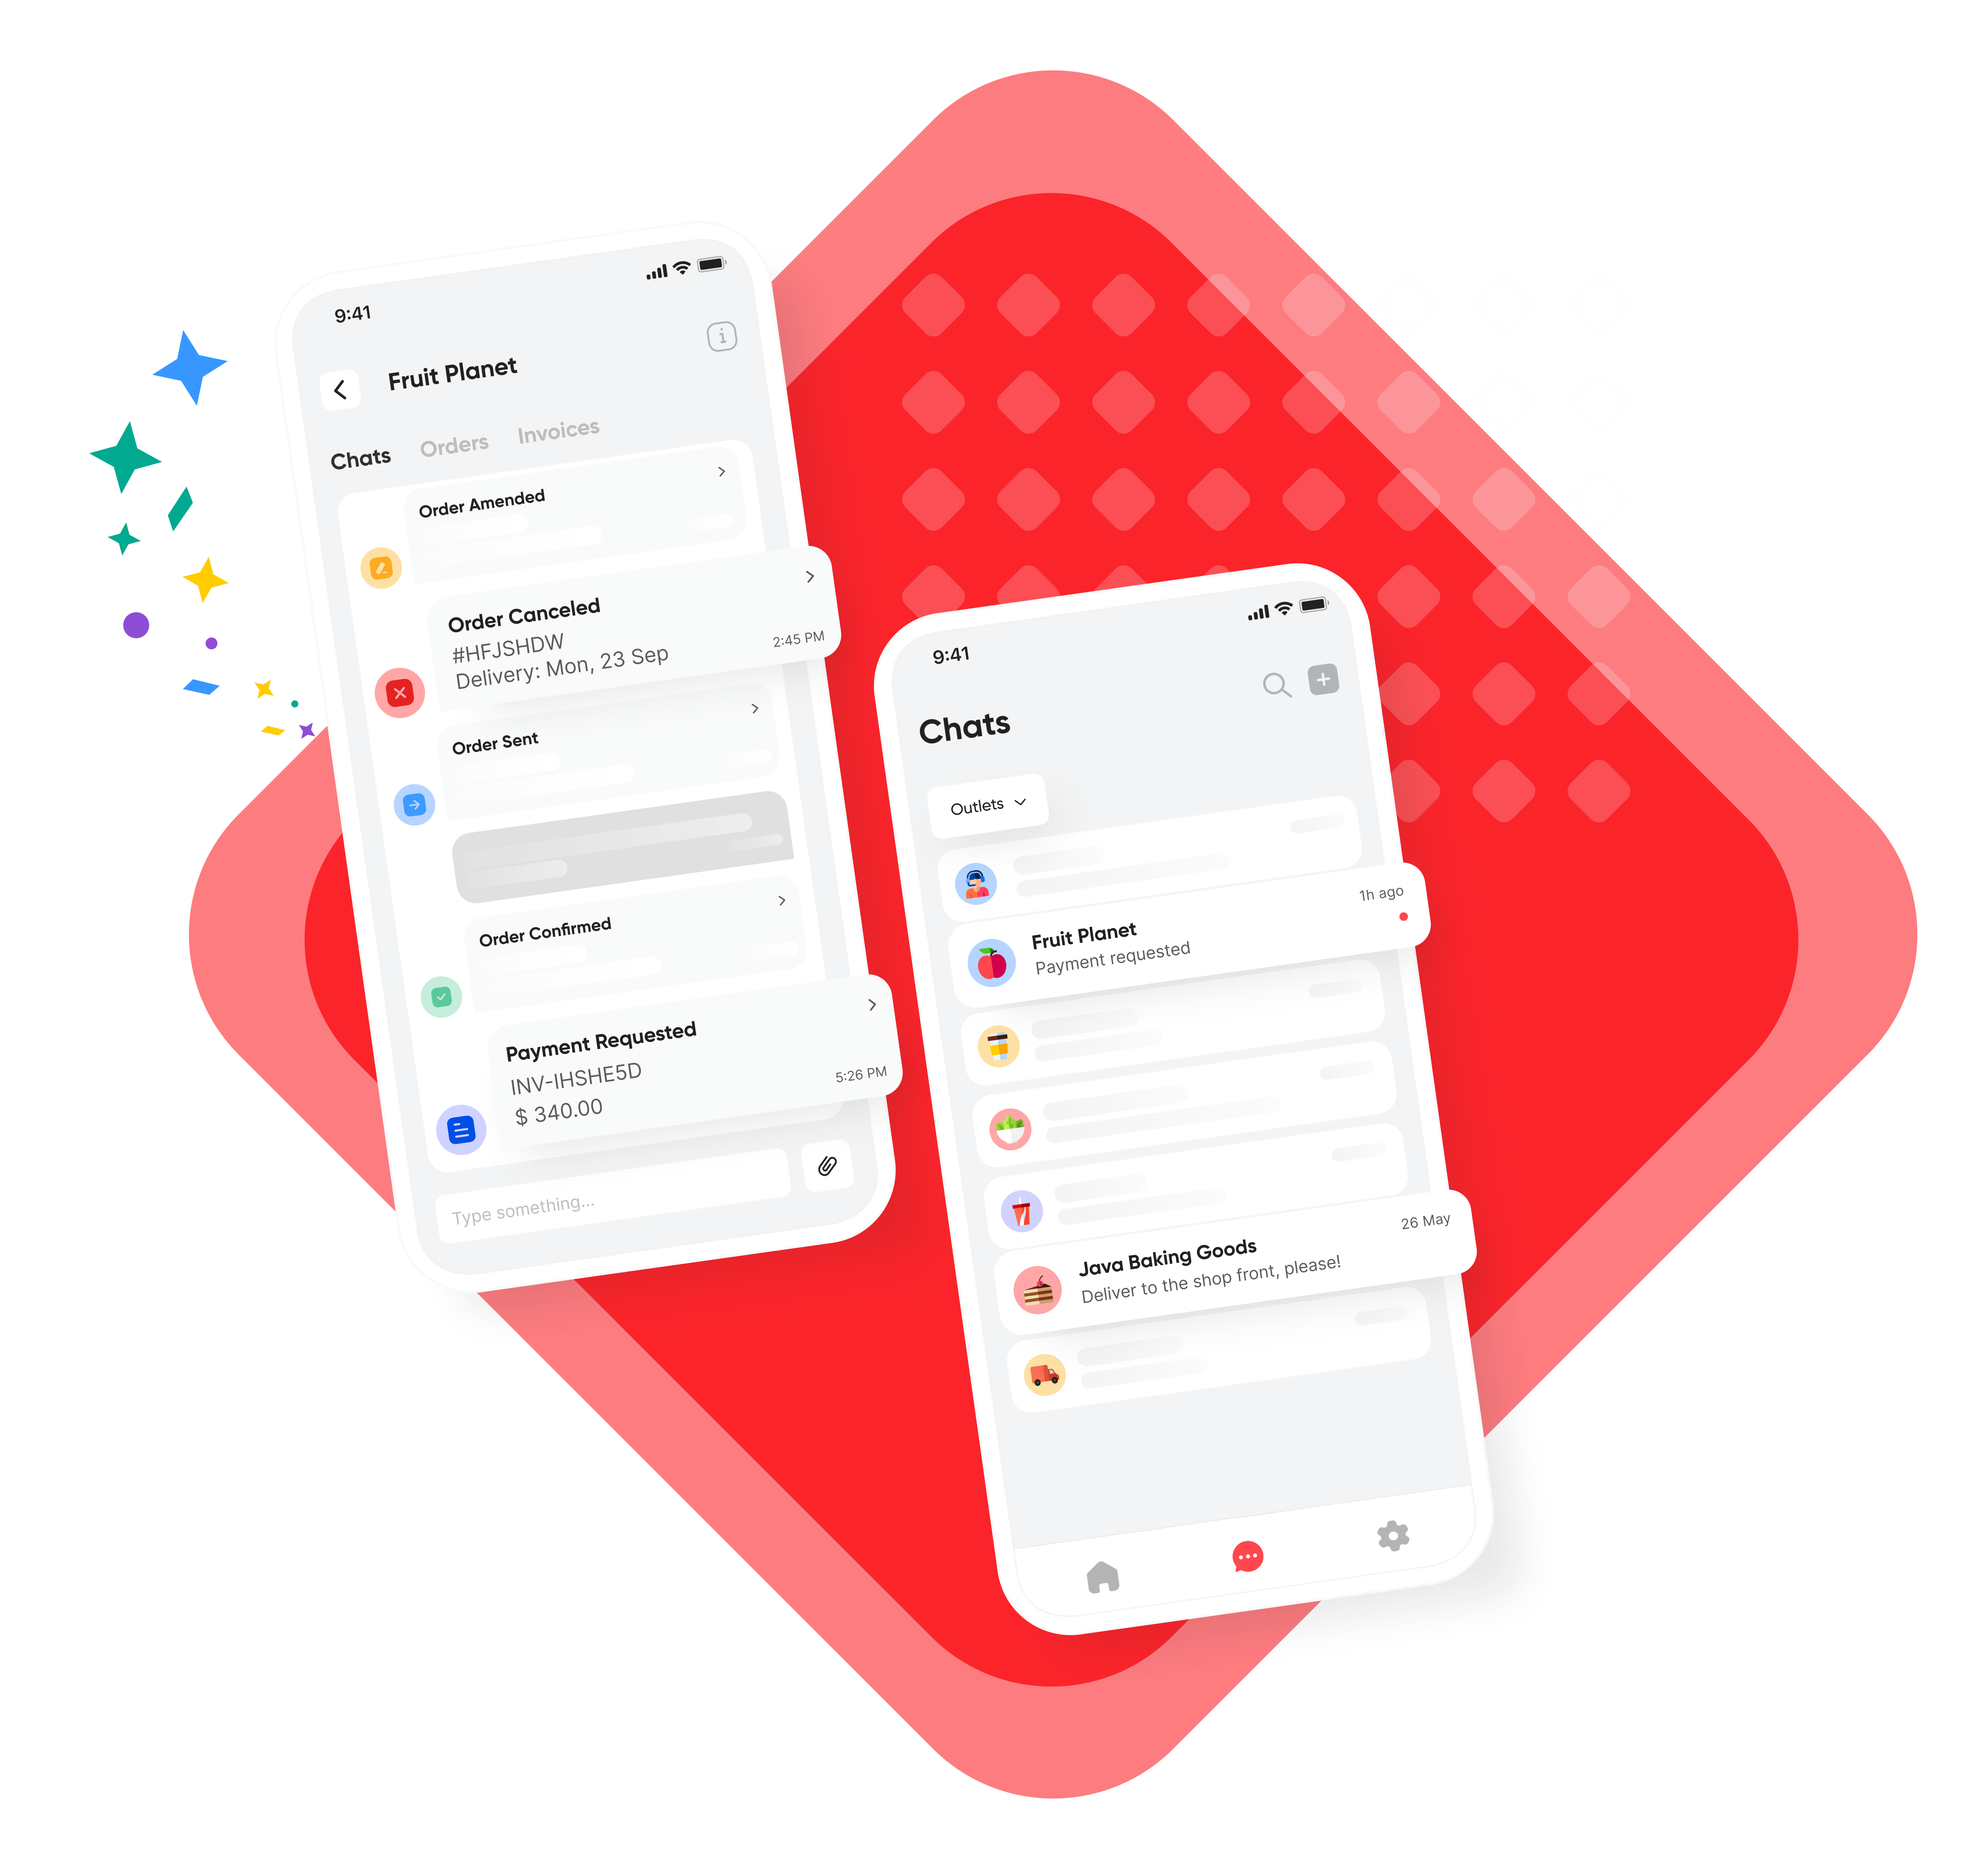 9:41
Fruit Planet
Chats Orders Invoices
Order Amended
Order Canceled
#HFJSHDW
Delivery: Mon, 23 Sep
2:45 PM
Order Sent
Order Confirmed
Payment Requested
INV-IHSHE5D
$ 340.00
5:26 PM
Type something...
9:41
Chats
Outlets
Fruit Planet
1h ago
Payment requested
Java Baking Goods
26 May
Deliver to the shop front, please!